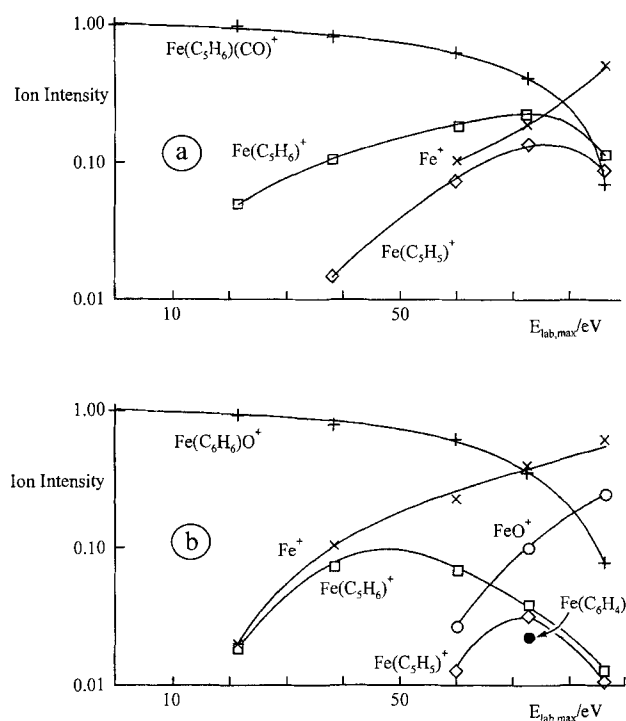 1.00
Fe(C₅H₆)(CO)⁺
Ion Intensity
a
Fe(C₅H₆)⁺
Fe⁺
0.10
Fe(C₅H₅)⁺
0.01
10
50
E_lab,max/eV
1.00
Fe(C₆H₆)O⁺
Ion Intensity
FeO⁺
b
Fe⁺
0.10
Fe(C₅H₆)⁺
Fe(C₆H₄)
Fe(C₅H₅)⁺
0.01
10
50
E_lab,max/eV